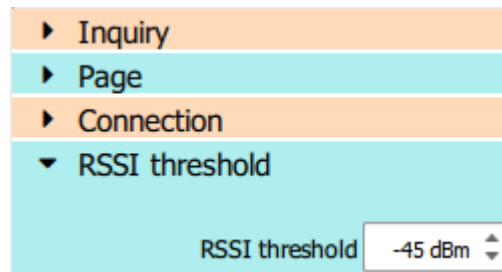 Inquiry
Page
Connection
RSSI threshold
RSSI threshold -45 dBm